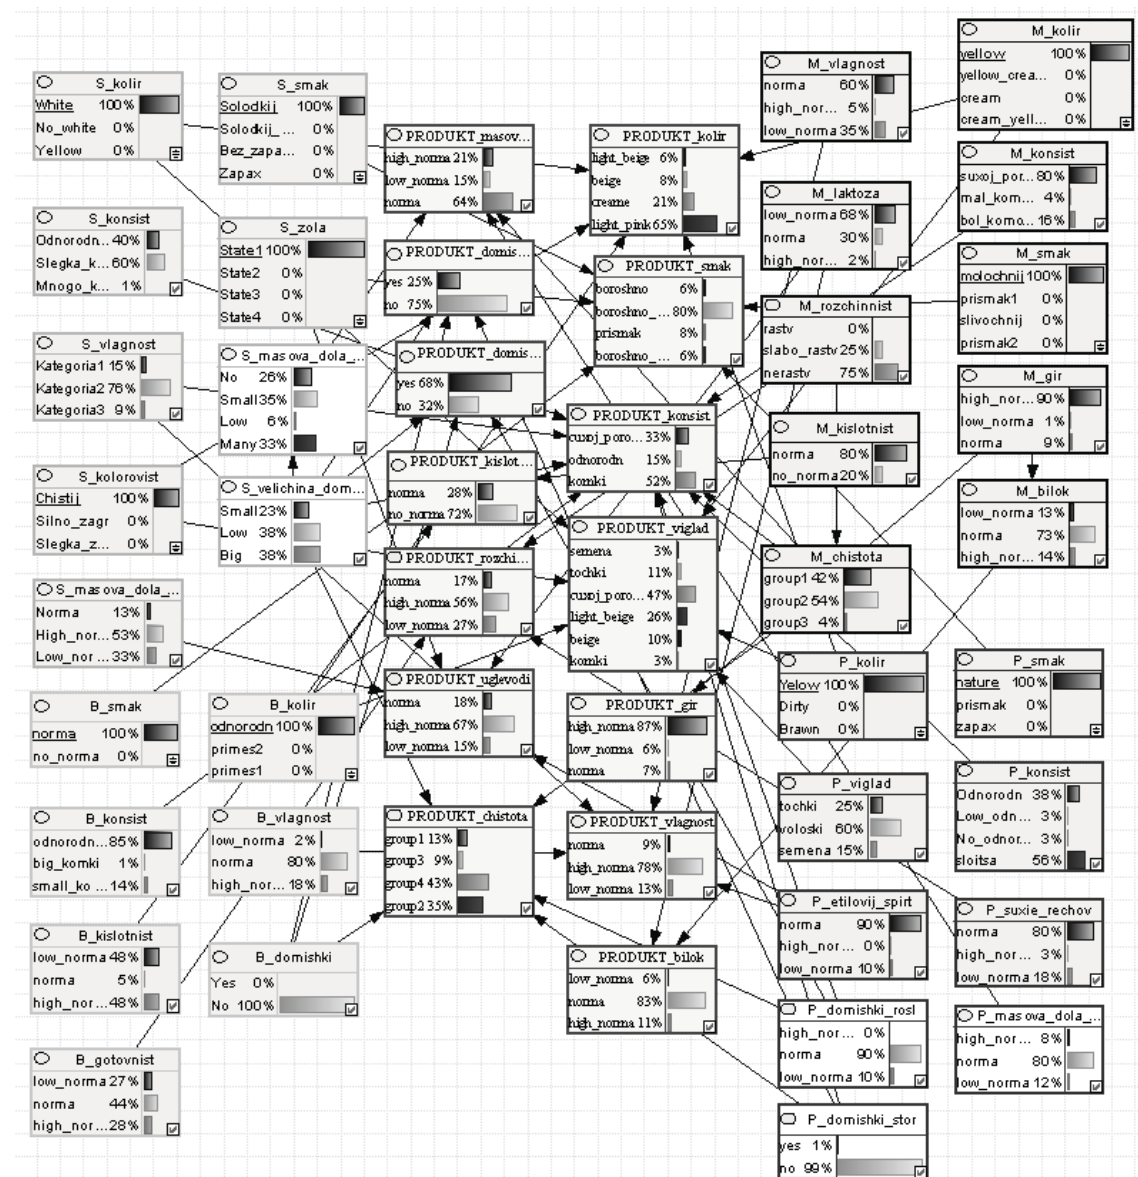 S_kolir
White 100%
No_white 0%
Yellow 0%
S_konsist
Odnorodn... 40%
Slegka_k... 60%
Mnogo_k... 1%
S_vlagnost
Kategoria1 15%
Kategoria2 76%
Kategoria3 9%
S_kolorovist
Chistij 100%
Silno_zagr 0%
Slegka_z... 0%
S_masova_dola_...
Norma 13%
High_nor... 53%
Low_nor... 33%
B_smak
norma 100%
no_norma 0%
B_konsist
odnorodn... 85%
big_komki 1%
small_ko... 14%
B_kislotnist
low_norma 48%
norma 5%
high_nor... 48%
B_gotovnist
low_norma 27%
norma 44%
high_nor... 28%
S_smak
Solodkij 100%
Solodkij_... 0%
Bez_zapa... 0%
Zapax 0%
S_zola
State1 100%
State2 0%
State3 0%
State4 0%
S_masova_dola_...
No 26%
Small 35%
Low 6%
Many 33%
S_velichina_dom...
Small 23%
Low 38%
Big 38%
B_kolir
odnorodn 100%
primes2 0%
primes1 0%
B_vlagnost
low_norma 2%
norma 80%
high_nor... 18%
B_domishki
Yes 0%
No 100%
PRODUKT_masov...
high_norma 21%
low_norma 15%
norma 64%
PRODUKT_domis...
yes 25%
no 75%
PRODUKT_domis...
yes 68%
no 32%
PRODUKT_kislot...
norma 28%
no_norma 72%
PRODUKT_rozchi...
norma 17%
high_norma 56%
low_norma 27%
PRODUKT_uglevodi
norma 18%
high_norma 67%
low_norma 15%
PRODUKT_chistota
group1 13%
group3 9%
group4 43%
group2 35%
PRODUKT_kolir
light_beige 6%
beige 8%
creame 21%
light_pink 65%
PRODUKT_smak
boroshno 6%
boroshno_... 80%
prismak 8%
boroshno_... 6%
PRODUKT_konsist
cuxoj_poro... 33%
odnorodn 15%
komki 52%
PRODUKT_viglad
semena 3%
tochki 11%
cuxoj_poro... 47%
light_beige 26%
beige 10%
komki 3%
PRODUKT_gir
high_norma 87%
low_norma 6%
norma 7%
PRODUKT_vlagnost
norma 9%
high_norma 78%
low_norma 13%
PRODUKT_bilok
low_norma 6%
norma 83%
high_norma 11%
M_vlagnost
norma 60%
high_nor... 5%
low_norma 35%
M_laktoza
low_norma 68%
norma 30%
high_nor... 2%
M_rozchinnist
rastv 0%
slabo_rastv 25%
nerastv 75%
M_kislotnist
norma 80%
no_norma 20%
M_chistota
group1 42%
group2 54%
group3 4%
P_kolir
Yelow 100%
Dirty 0%
Brawn 0%
P_viglad
tochki 25%
voloski 60%
semena 15%
P_etilovij_spirt
norma 90%
high_nor... 0%
low_norma 10%
P_domishki_rosl
high_nor... 0%
norma 90%
low_norma 10%
P_domishki_stor
yes 1%
no 99%
M_kolir
yellow 100%
yellow_crea... 0%
cream 0%
cream_yell... 0%
M_konsist
suxoj_por... 80%
mal_kom... 4%
bol_komo... 16%
M_smak
molochnij 100%
prismak1 0%
slivochnij 0%
prismak2 0%
M_gir
high_nor... 90%
low_norma 1%
norma 9%
M_bilok
low_norma 13%
norma 73%
high_nor... 14%
P_smak
nature 100%
prismak 0%
zapax 0%
P_konsist
Odnorodn 38%
Low_odn... 3%
No_odnor... 3%
sloitsa 56%
P_suxie_rechov
norma 80%
high_nor... 3%
low_norma 18%
P_masova_dola_...
high_nor... 8%
norma 80%
low_norma 12%